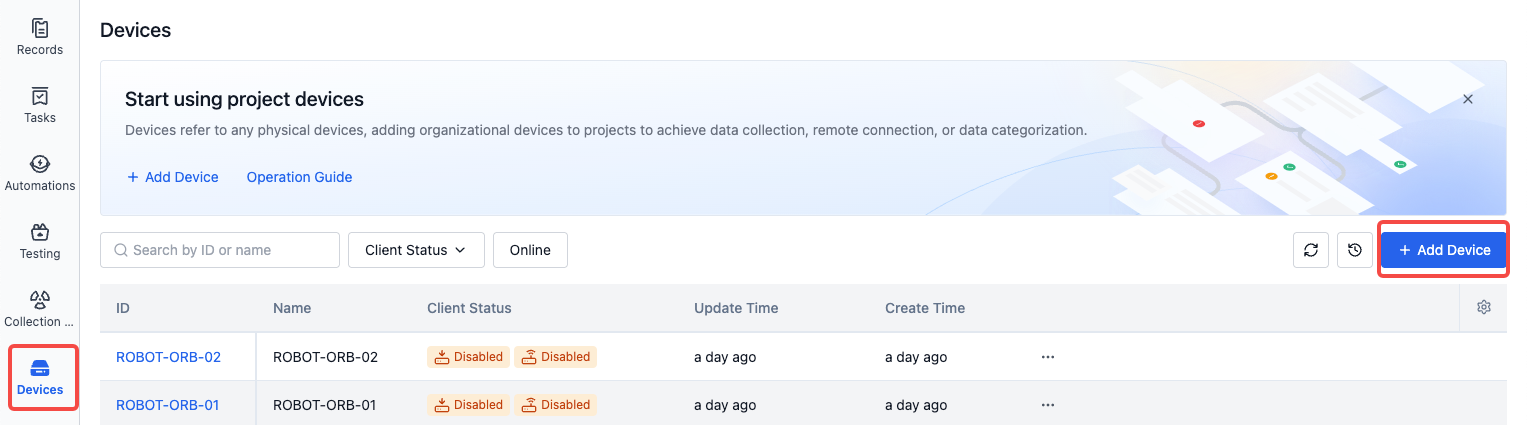 Records
Tasks
Automations
Testing
Collection ...
Devices
Devices
Start using project devices
Devices refer to any physical devices, adding organizational devices to projects to achieve data collection, remote connection, or data categorization.
+ Add Device Operation Guide
Search by ID or name Client Status Online + Add Device
ID Name Client Status Update Time Create Time
ROBOT-ORB-02 ROBOT-ORB-02 Disabled Disabled a day ago a day ago ...
ROBOT-ORB-01 ROBOT-ORB-01 Disabled Disabled a day ago a day ago ...